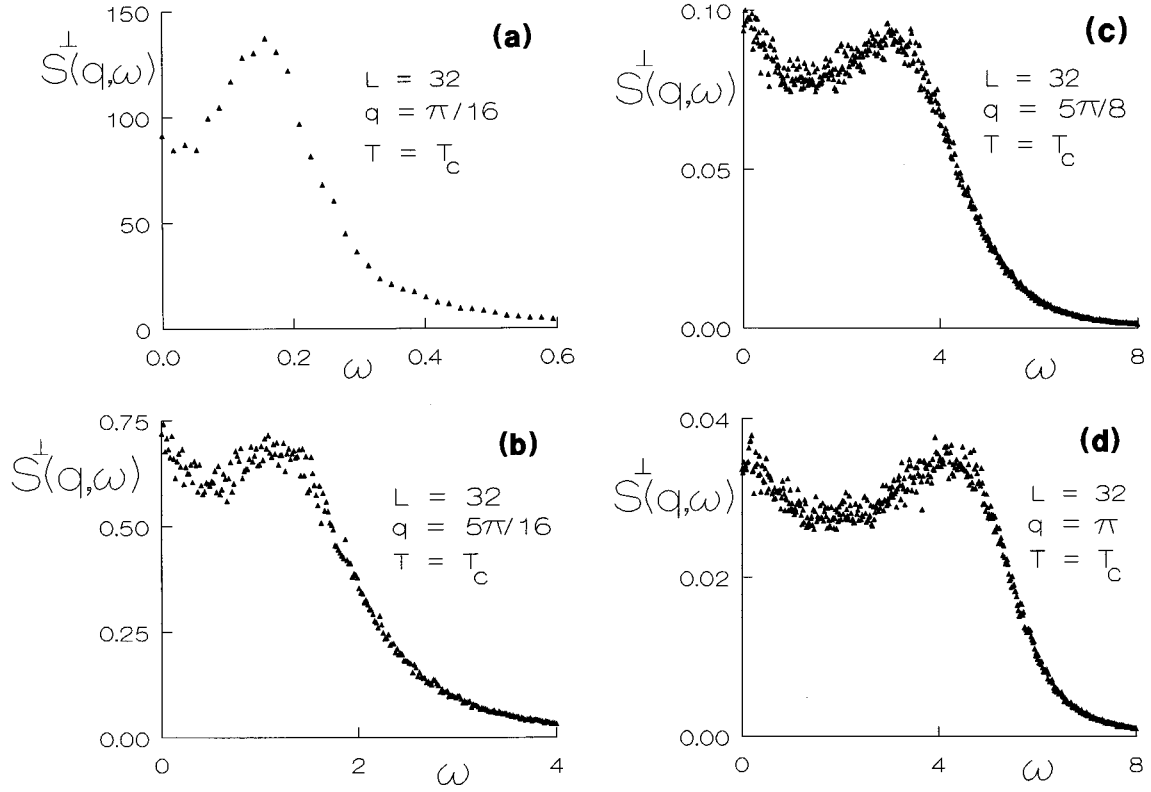 (a)
S⊥(q,ω)
L = 32
q = π/16
T = Tc
150
100
50
0
0.0 0.2 0.4 0.6
ω
(c)
S⊥(q,ω)
L = 32
q = 5π/8
T = Tc
0.10
0.05
0.00
0 4 8
ω
(b)
S⊥(q,ω)
L = 32
q = 5π/16
T = Tc
0.75
0.50
0.25
0.00
0 2 4
ω
(d)
S⊥(q,ω)
L = 32
q = π
T = Tc
0.04
0.02
0.00
0 4 8
ω